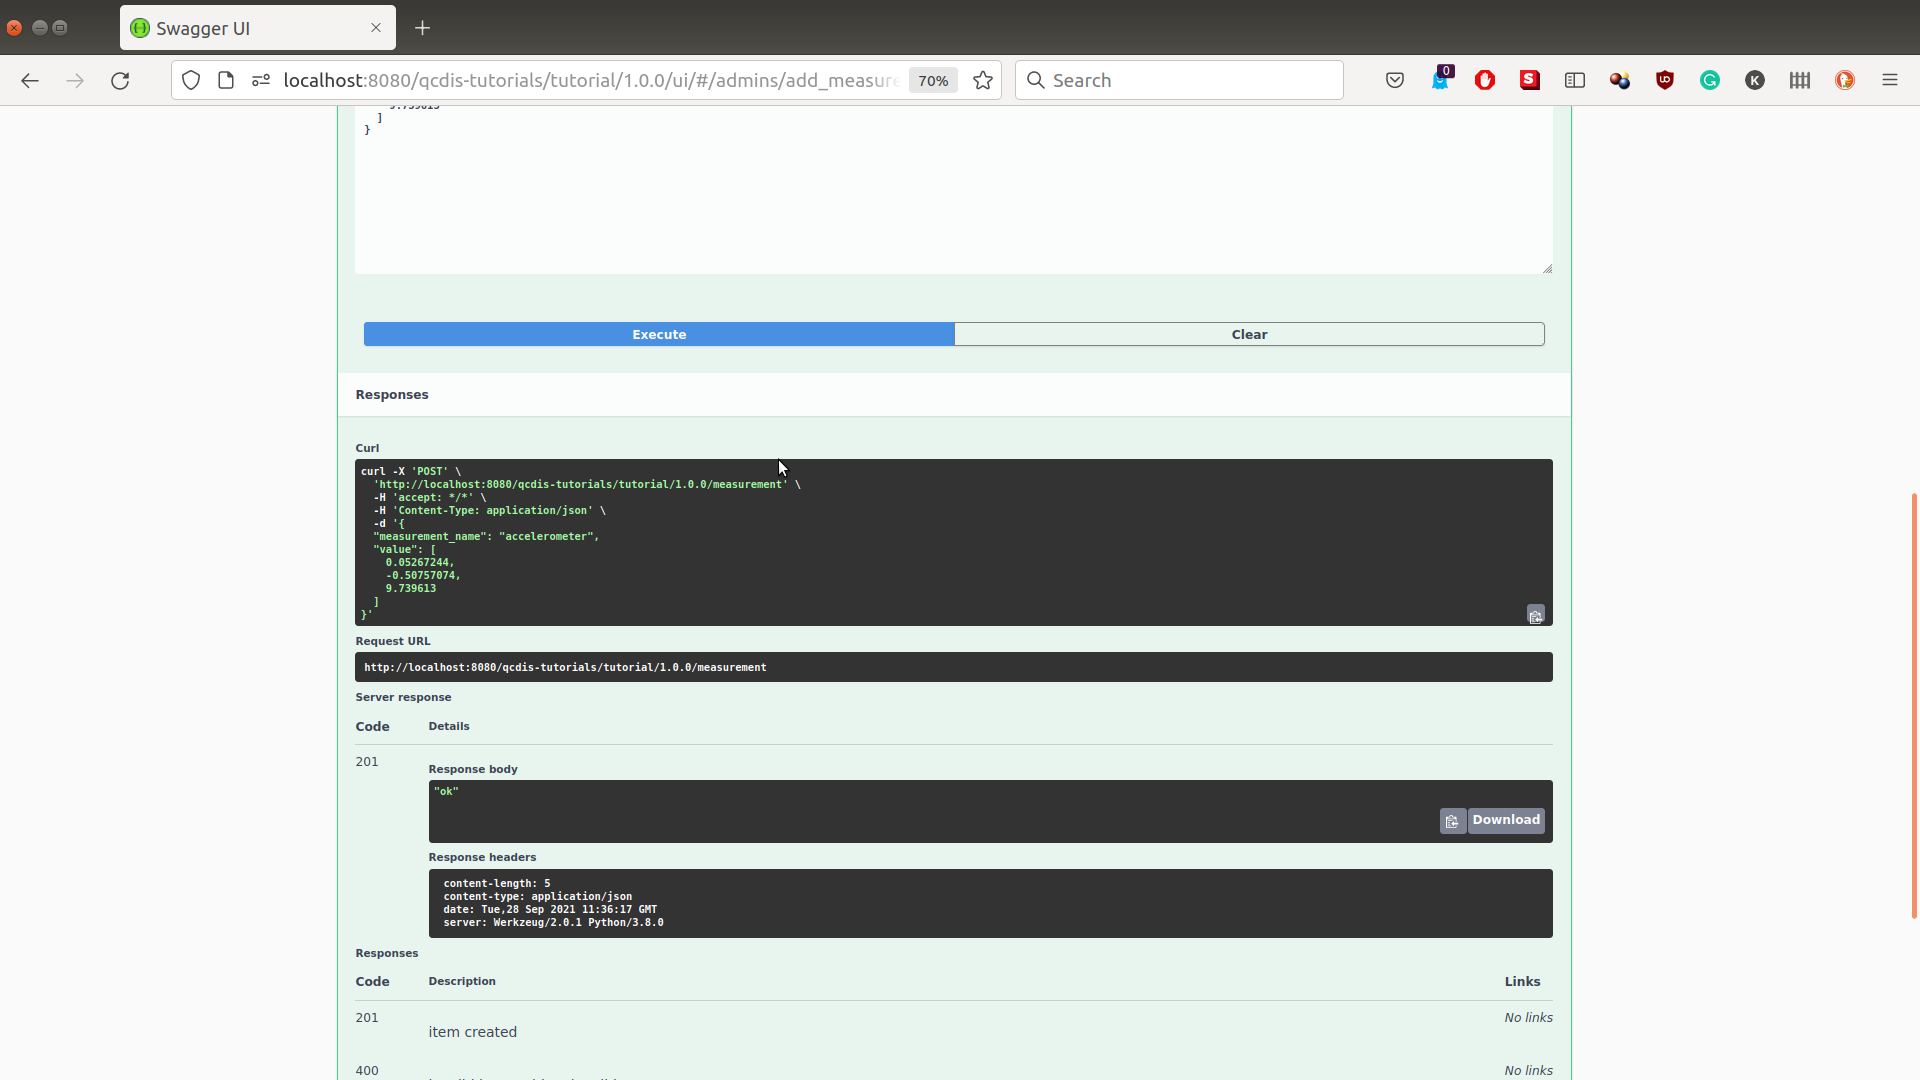 Swagger UI
localhost:8080/qcdis-tutorials/tutorial/1.0.0/ui/#/admins/add_measure
70%
Search
0
K
9.739613
]
}
Execute
Clear
Responses
Curl
curl -X 'POST' \
'http://localhost:8080/qcdis-tutorials/tutorial/1.0.0/measurement' \
-H 'accept: */*' \
-H 'Content-Type: application/json' \
-d '{
"measurement_name": "accelerometer",
"value": [
0.05267244,
-0.50757074,
9.739613
]
}'
Request URL
http://localhost:8080/qcdis-tutorials/tutorial/1.0.0/measurement
Server response
Code Details
201
Response body
"ok"
Download
Response headers
content-length: 5
content-type: application/json
date: Tue,28 Sep 2021 11:36:17 GMT
server: Werkzeug/2.0.1 Python/3.8.0
Responses
Code Description Links
201 No links
item created
400 No links